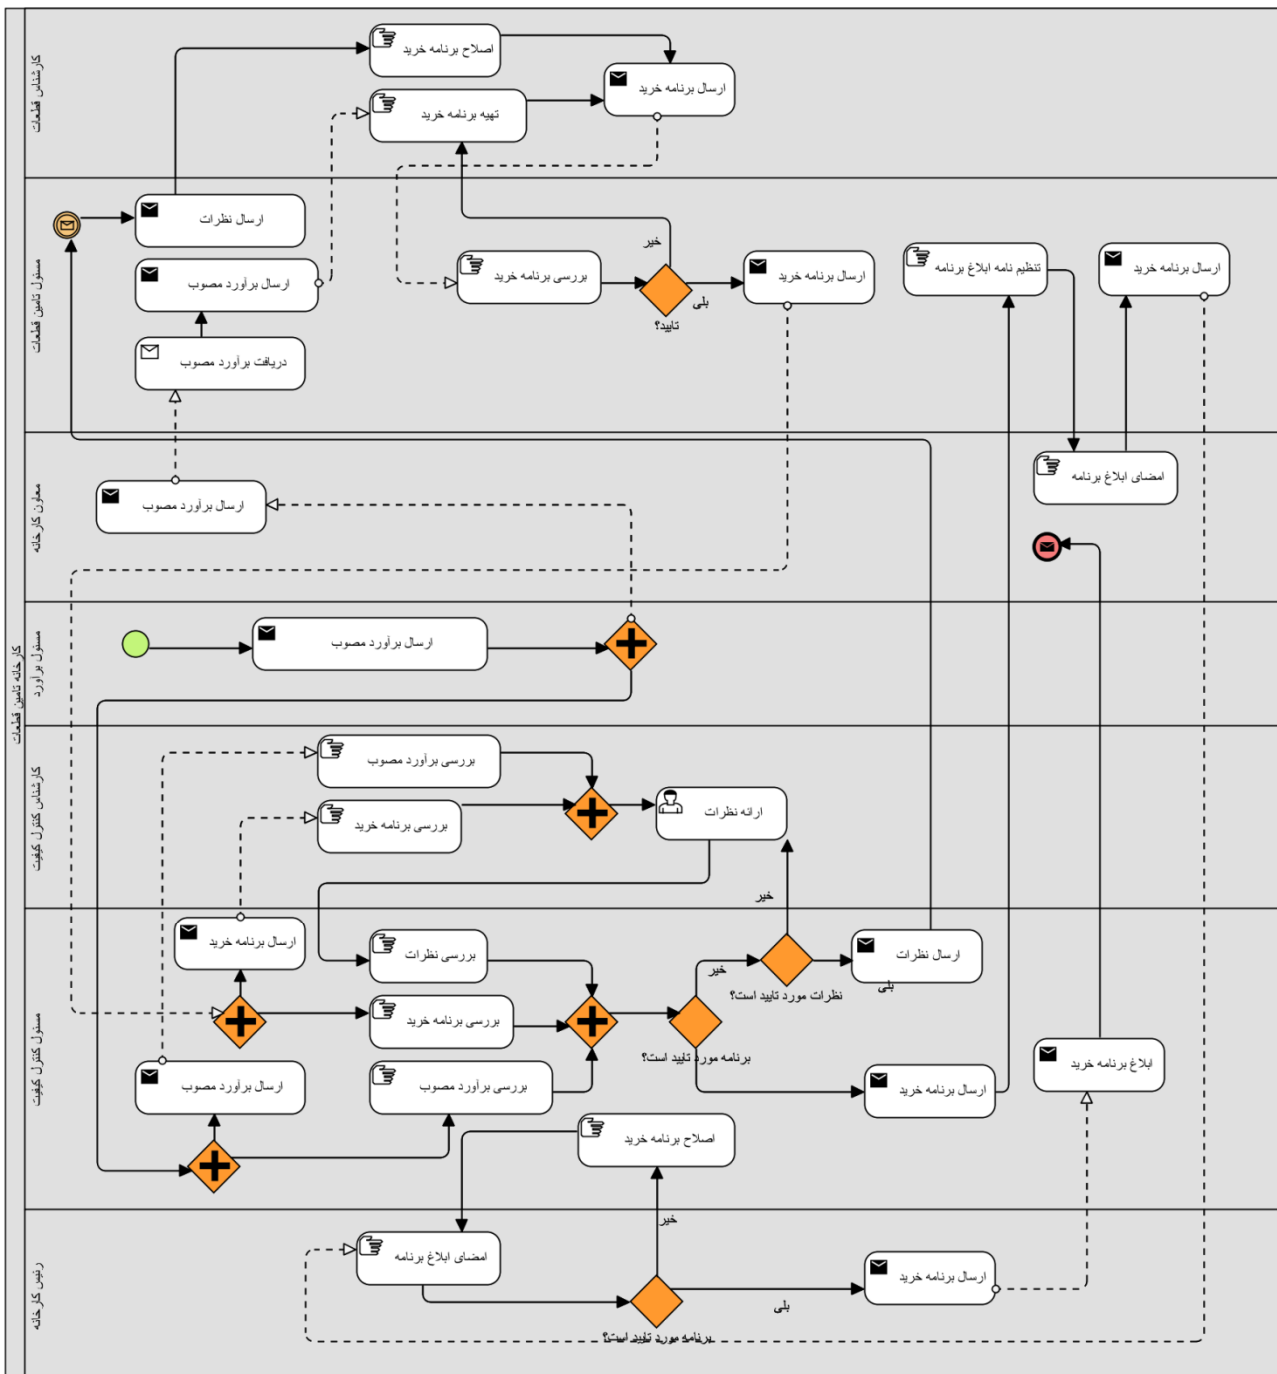 کارخانه تامین قطعات
کارشناس قطعات
اصلاح برنامه خرید
ارسال برنامه خرید
تهیه برنامه خرید
مسئول تامین قطعات
ارسال نظرات
ارسال برآورد مصوب
دریافت برآورد مصوب
بررسی برنامه خرید
خیر
تایید؟
بلی
ارسال برنامه خرید
تنظیم نامه ابلاغ برنامه
ارسال برنامه خرید
معاون کارخانه
ارسال برآورد مصوب
امضای ابلاغ برنامه
مسئول برآورد
ارسال برآورد مصوب
کارشناس کنترل کیفیت
بررسی برآورد مصوب
بررسی برنامه خرید
ارائه نظرات
خیر
مسئول کنترل کیفیت
ارسال برنامه خرید
بررسی نظرات
خیر
نظرات مورد تایید است؟
ارسال نظرات
بلی
بررسی برنامه خرید
برنامه مورد تایید است؟
ارسال برآورد مصوب
بررسی برآورد مصوب
ارسال برنامه خرید
ابلاغ برنامه خرید
اصلاح برنامه خرید
رئیس کارخانه
خیر
امضای ابلاغ برنامه
برنامه مورد تایید است؟
بلی
ارسال برنامه خرید